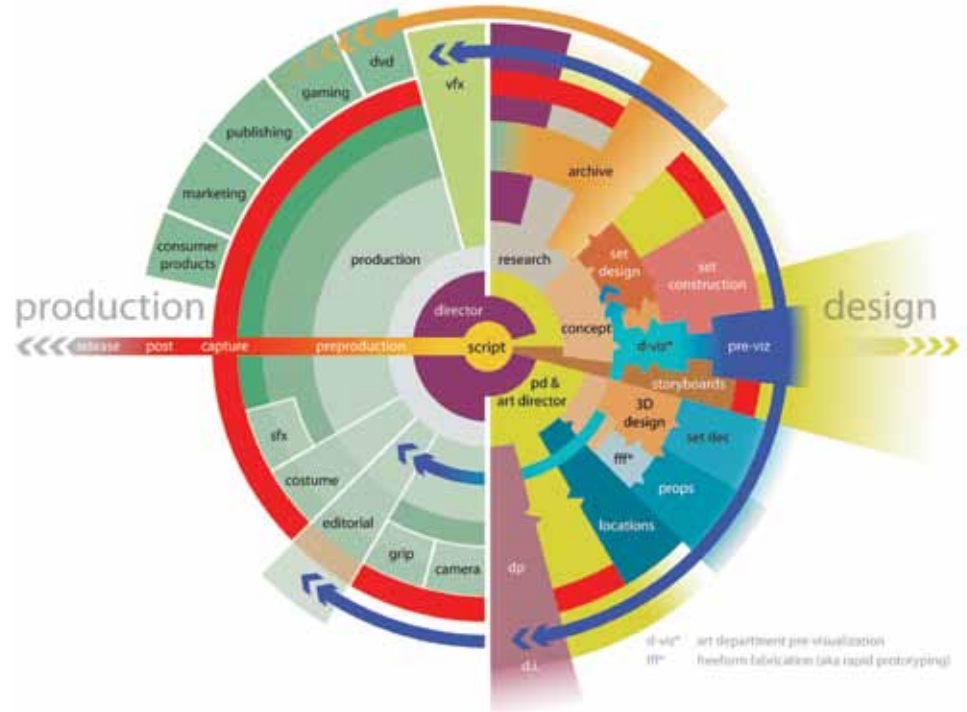 dvd
gaming
publishing
marketing
consumer
products
vfx
production
director
script
research
archive
concept
set
design
set
construction
d-viz*
pre-viz
storyboards
pd &
art director
3D
design
set dec
fff*
props
locations
dp
d.i.
sfx
costume
editorial
grip
camera
production
design
release
post
capture
preproduction
d-viz* art department pre-visualization
fff* freeform fabrication (aka rapid prototyping)